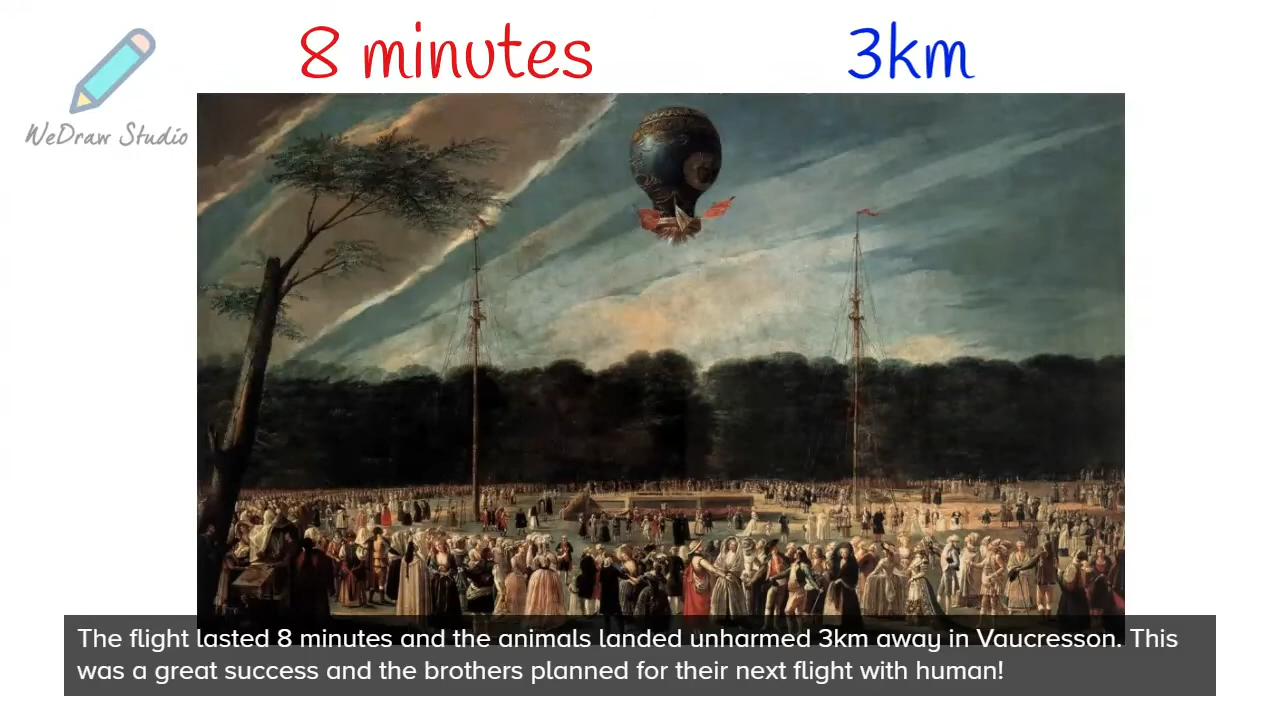 8 minutes
3km
WeDraw Studio
The flight lasted 8 minutes and the animals landed unharmed 3km away in Vaucresson. This
was a great success and the brothers planned for their next flight with human!